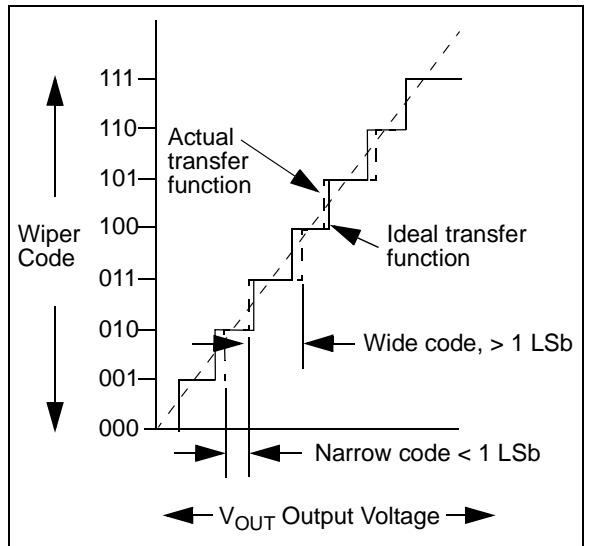 111
110
Actual
transfer
function
101
100
Wiper
Code
Ideal transfer
function
011
010
Wide code, > 1 LSb
001
000
Narrow code < 1 LSb
VOUT Output Voltage